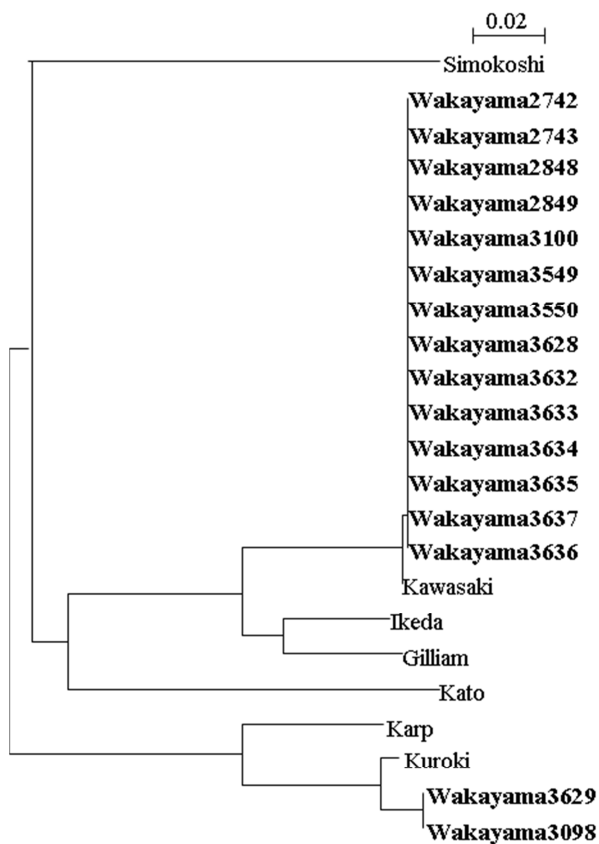 0.02
Simokoshi
Wakayama2742
Wakayama2743
Wakayama2848
Wakayama2849
Wakayama3100
Wakayama3549
Wakayama3550
Wakayama3628
Wakayama3632
Wakayama3633
Wakayama3634
Wakayama3635
Wakayama3637
Wakayama3636
Kawasaki
Ikeda
Gilliam
Kato
Karp
Kuroki
Wakayama3629
Wakayama3098